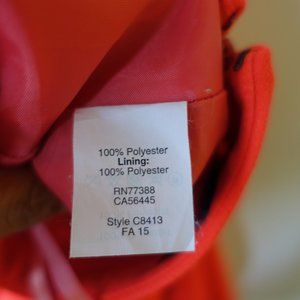 100% Polyester
Lining:
100% Polyester
RN77388
CA56445
Style C8413
FA 15